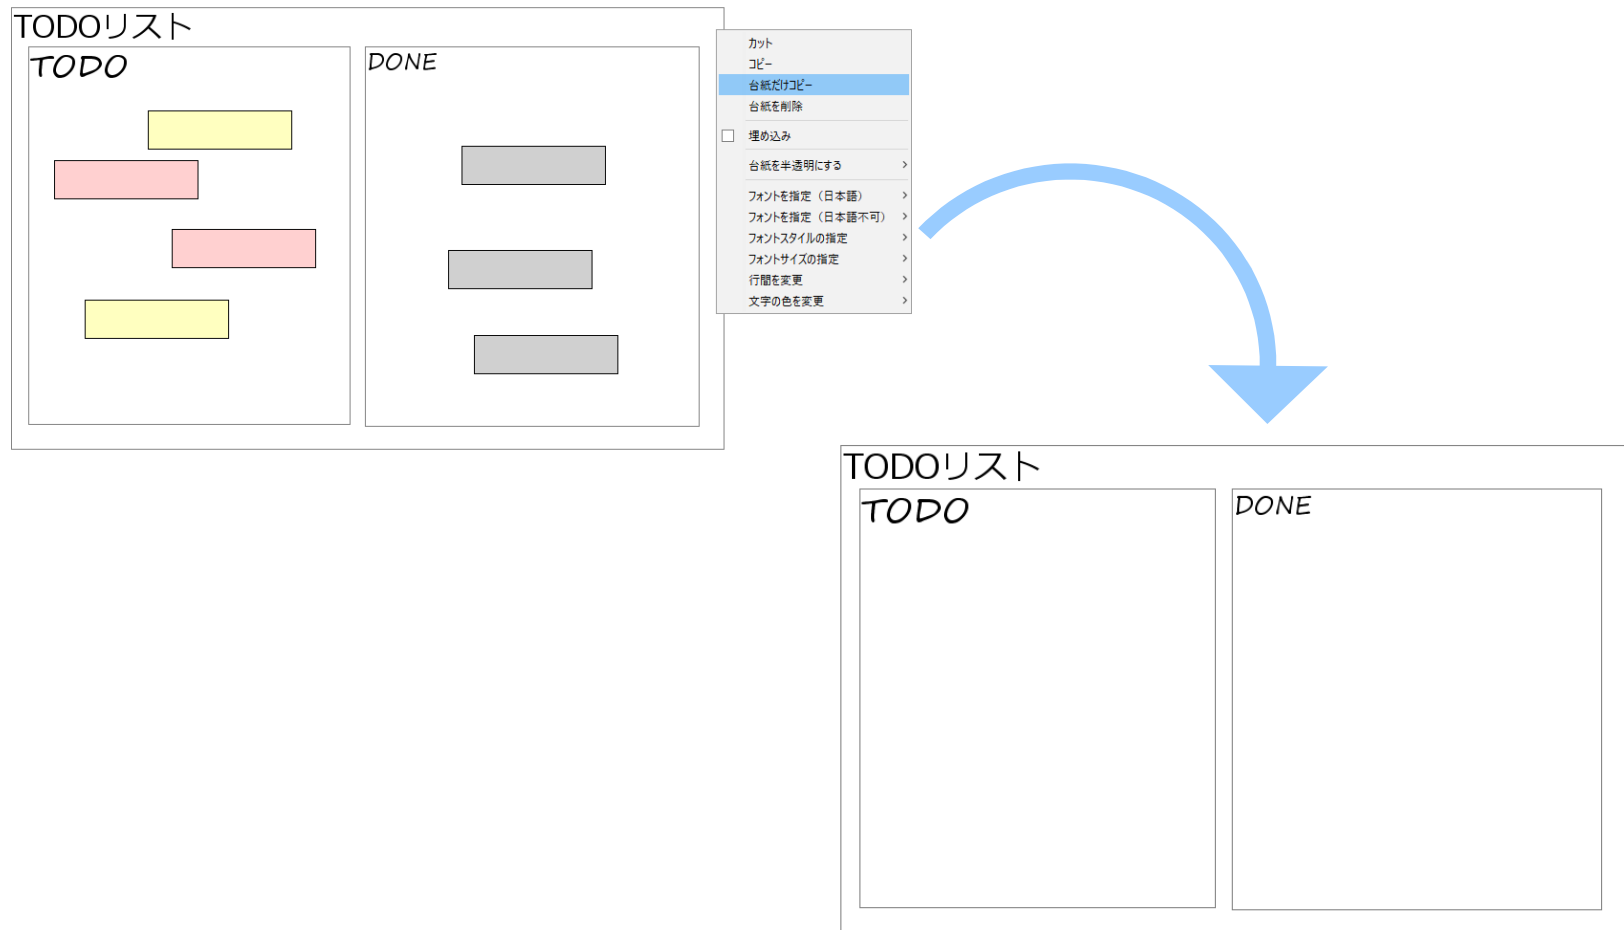 TODOリスト
TODO
DONE
カット
コピー
台紙だけコピー
台紙を削除
埋め込み
台紙を半透明にする
フォントを指定（日本語）
フォントを指定（日本語不可）
フォントスタイルの指定
フォントサイズの指定
行間を変更
文字の色を変更
TODOリスト
TODO
DONE